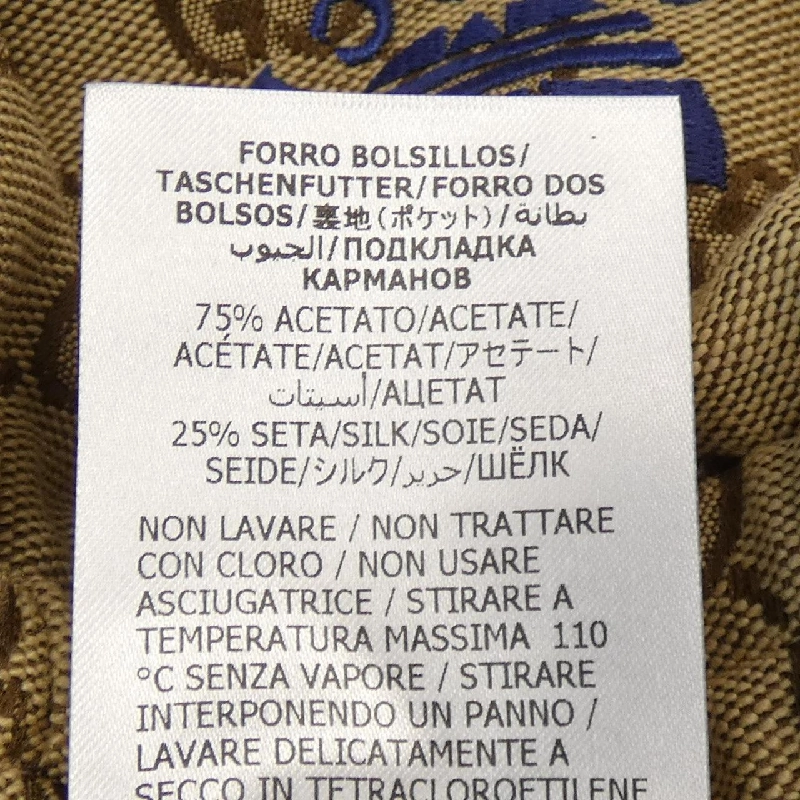 FORRO BOLSILLOS/
TASCHENFUTTER/FORRO DOS
BOLSOS/裏地(ポケット)/بطانة
الجيوب/ПОДКЛАДКА
КАРМАНОВ
75% ACETATO/ACETATE/
ACÉTATE/ACETAT/アセテート/
أسيتات/АЦЕТАТ
25% SETA/SILK/SOIE/SEDA/
SEIDE/シルク/حرير/ШЁЛК
NON LAVARE / NON TRATTARE
CON CLORO / NON USARE
ASCIUGATRICE / STIRARE A
TEMPERATURA MASSIMA 110
°C SENZA VAPORE / STIRARE
INTERPONENDO UN PANNO /
LAVARE DELICATAMENTE A
SECCO IN TETRACLOROETILENE